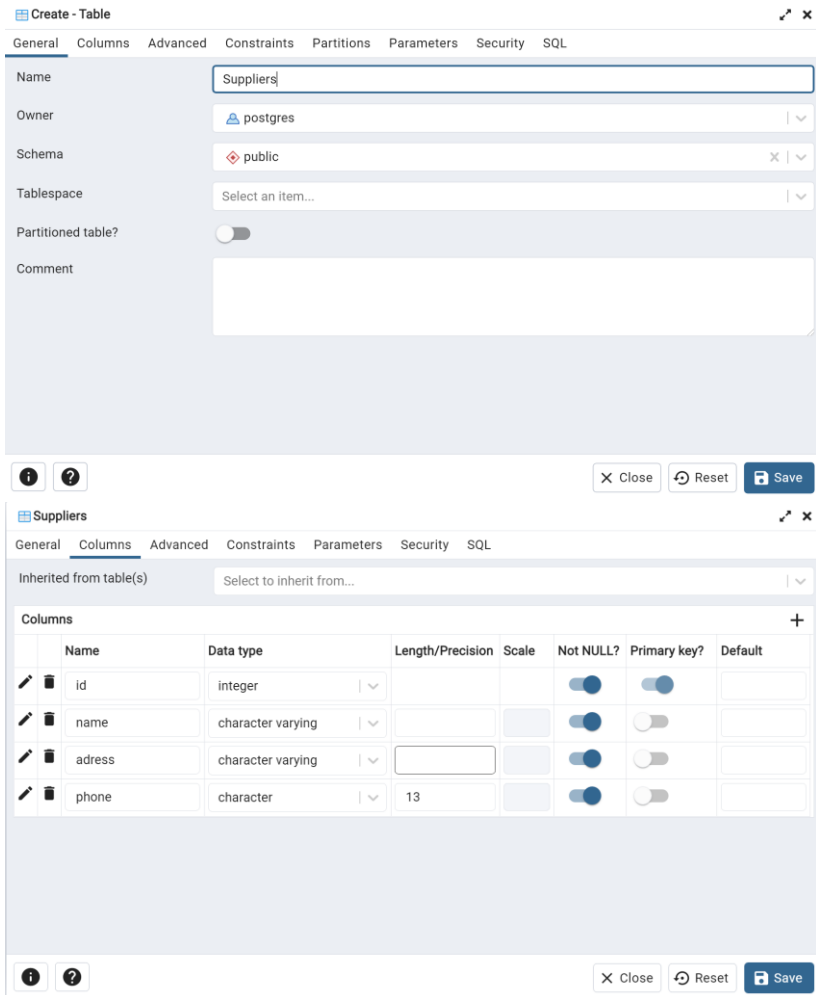 Create - Table
General Columns Advanced Constraints Partitions Parameters Security SQL
Name Suppliers
Owner postgres
Schema public
Tablespace Select an item...
Partitioned table?
Comment
Close Reset Save
Suppliers
General Columns Advanced Constraints Parameters Security SQL
Inherited from table(s) Select to inherit from...
Columns
Name Data type Length/Precision Scale Not NULL? Primary key? Default
id integer
name character varying
adress character varying
phone character 13
Close Reset Save